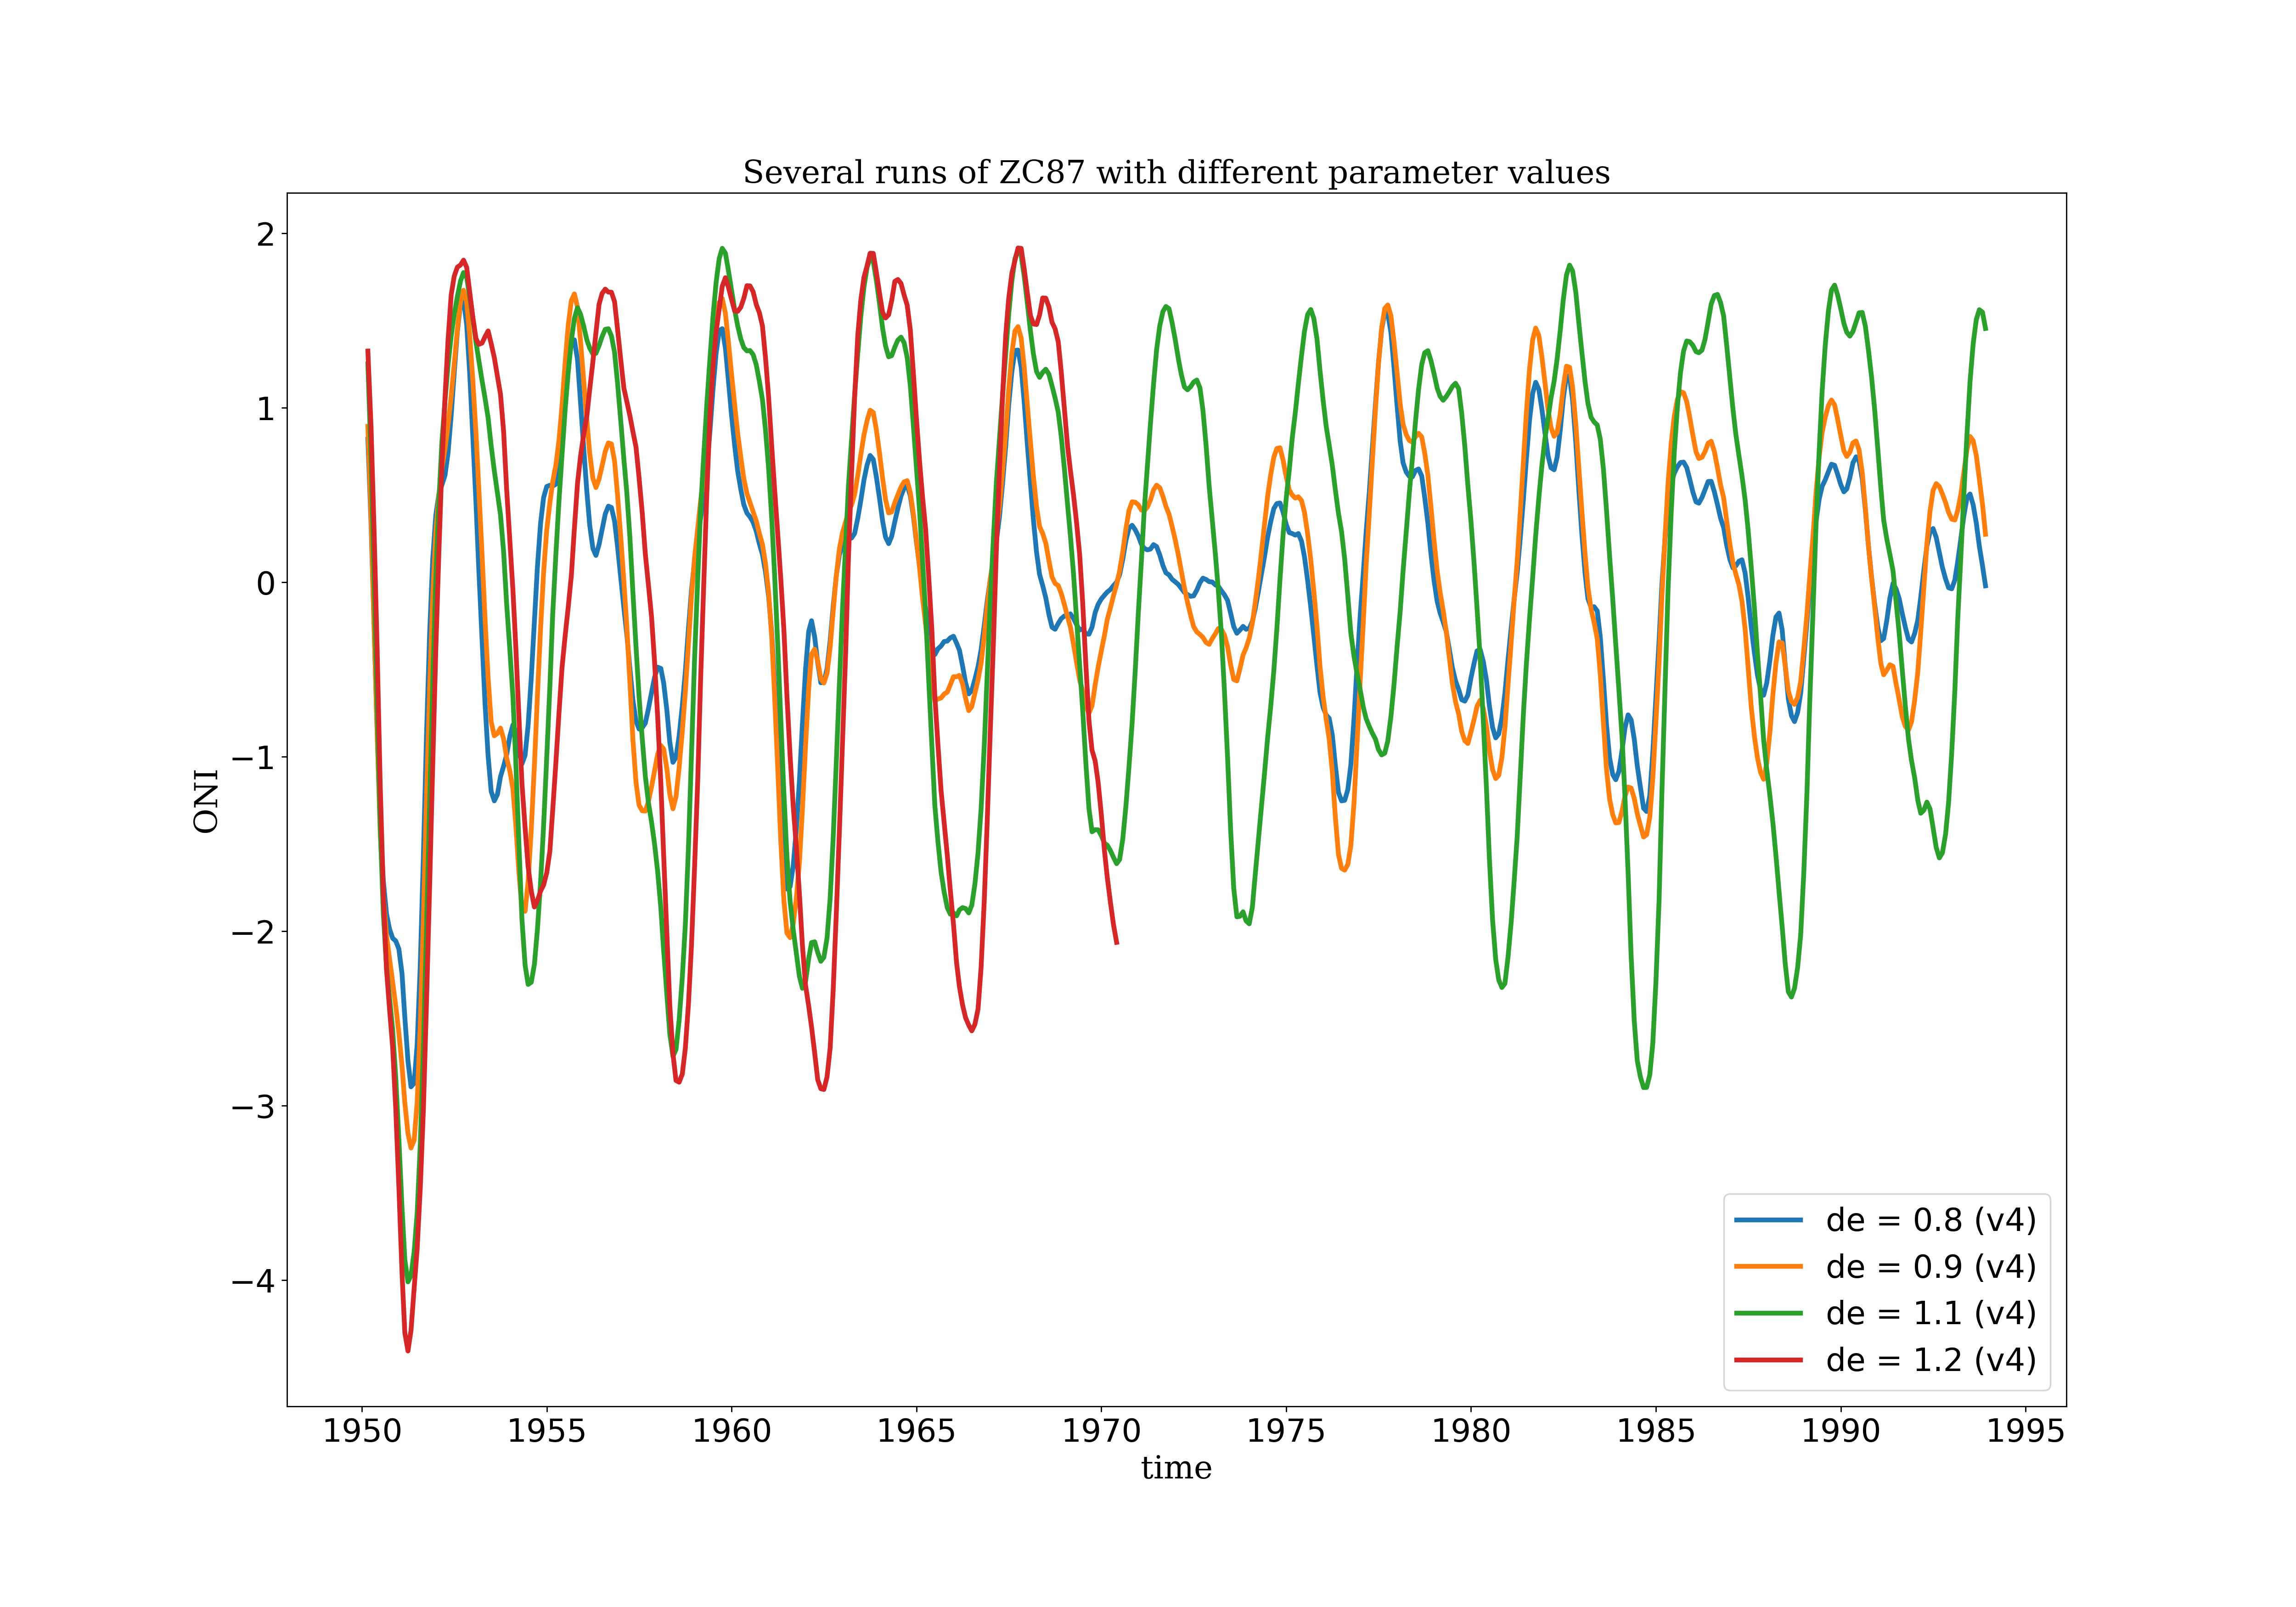 Several runs of ZC87 with different parameter values
ONI
2
1
0
−1
−2
−3
−4
de = 0.8 (v4)
de = 0.9 (v4)
de = 1.1 (v4)
de = 1.2 (v4)
1950 1955 1960 1965 1970 1975 1980 1985 1990 1995
time